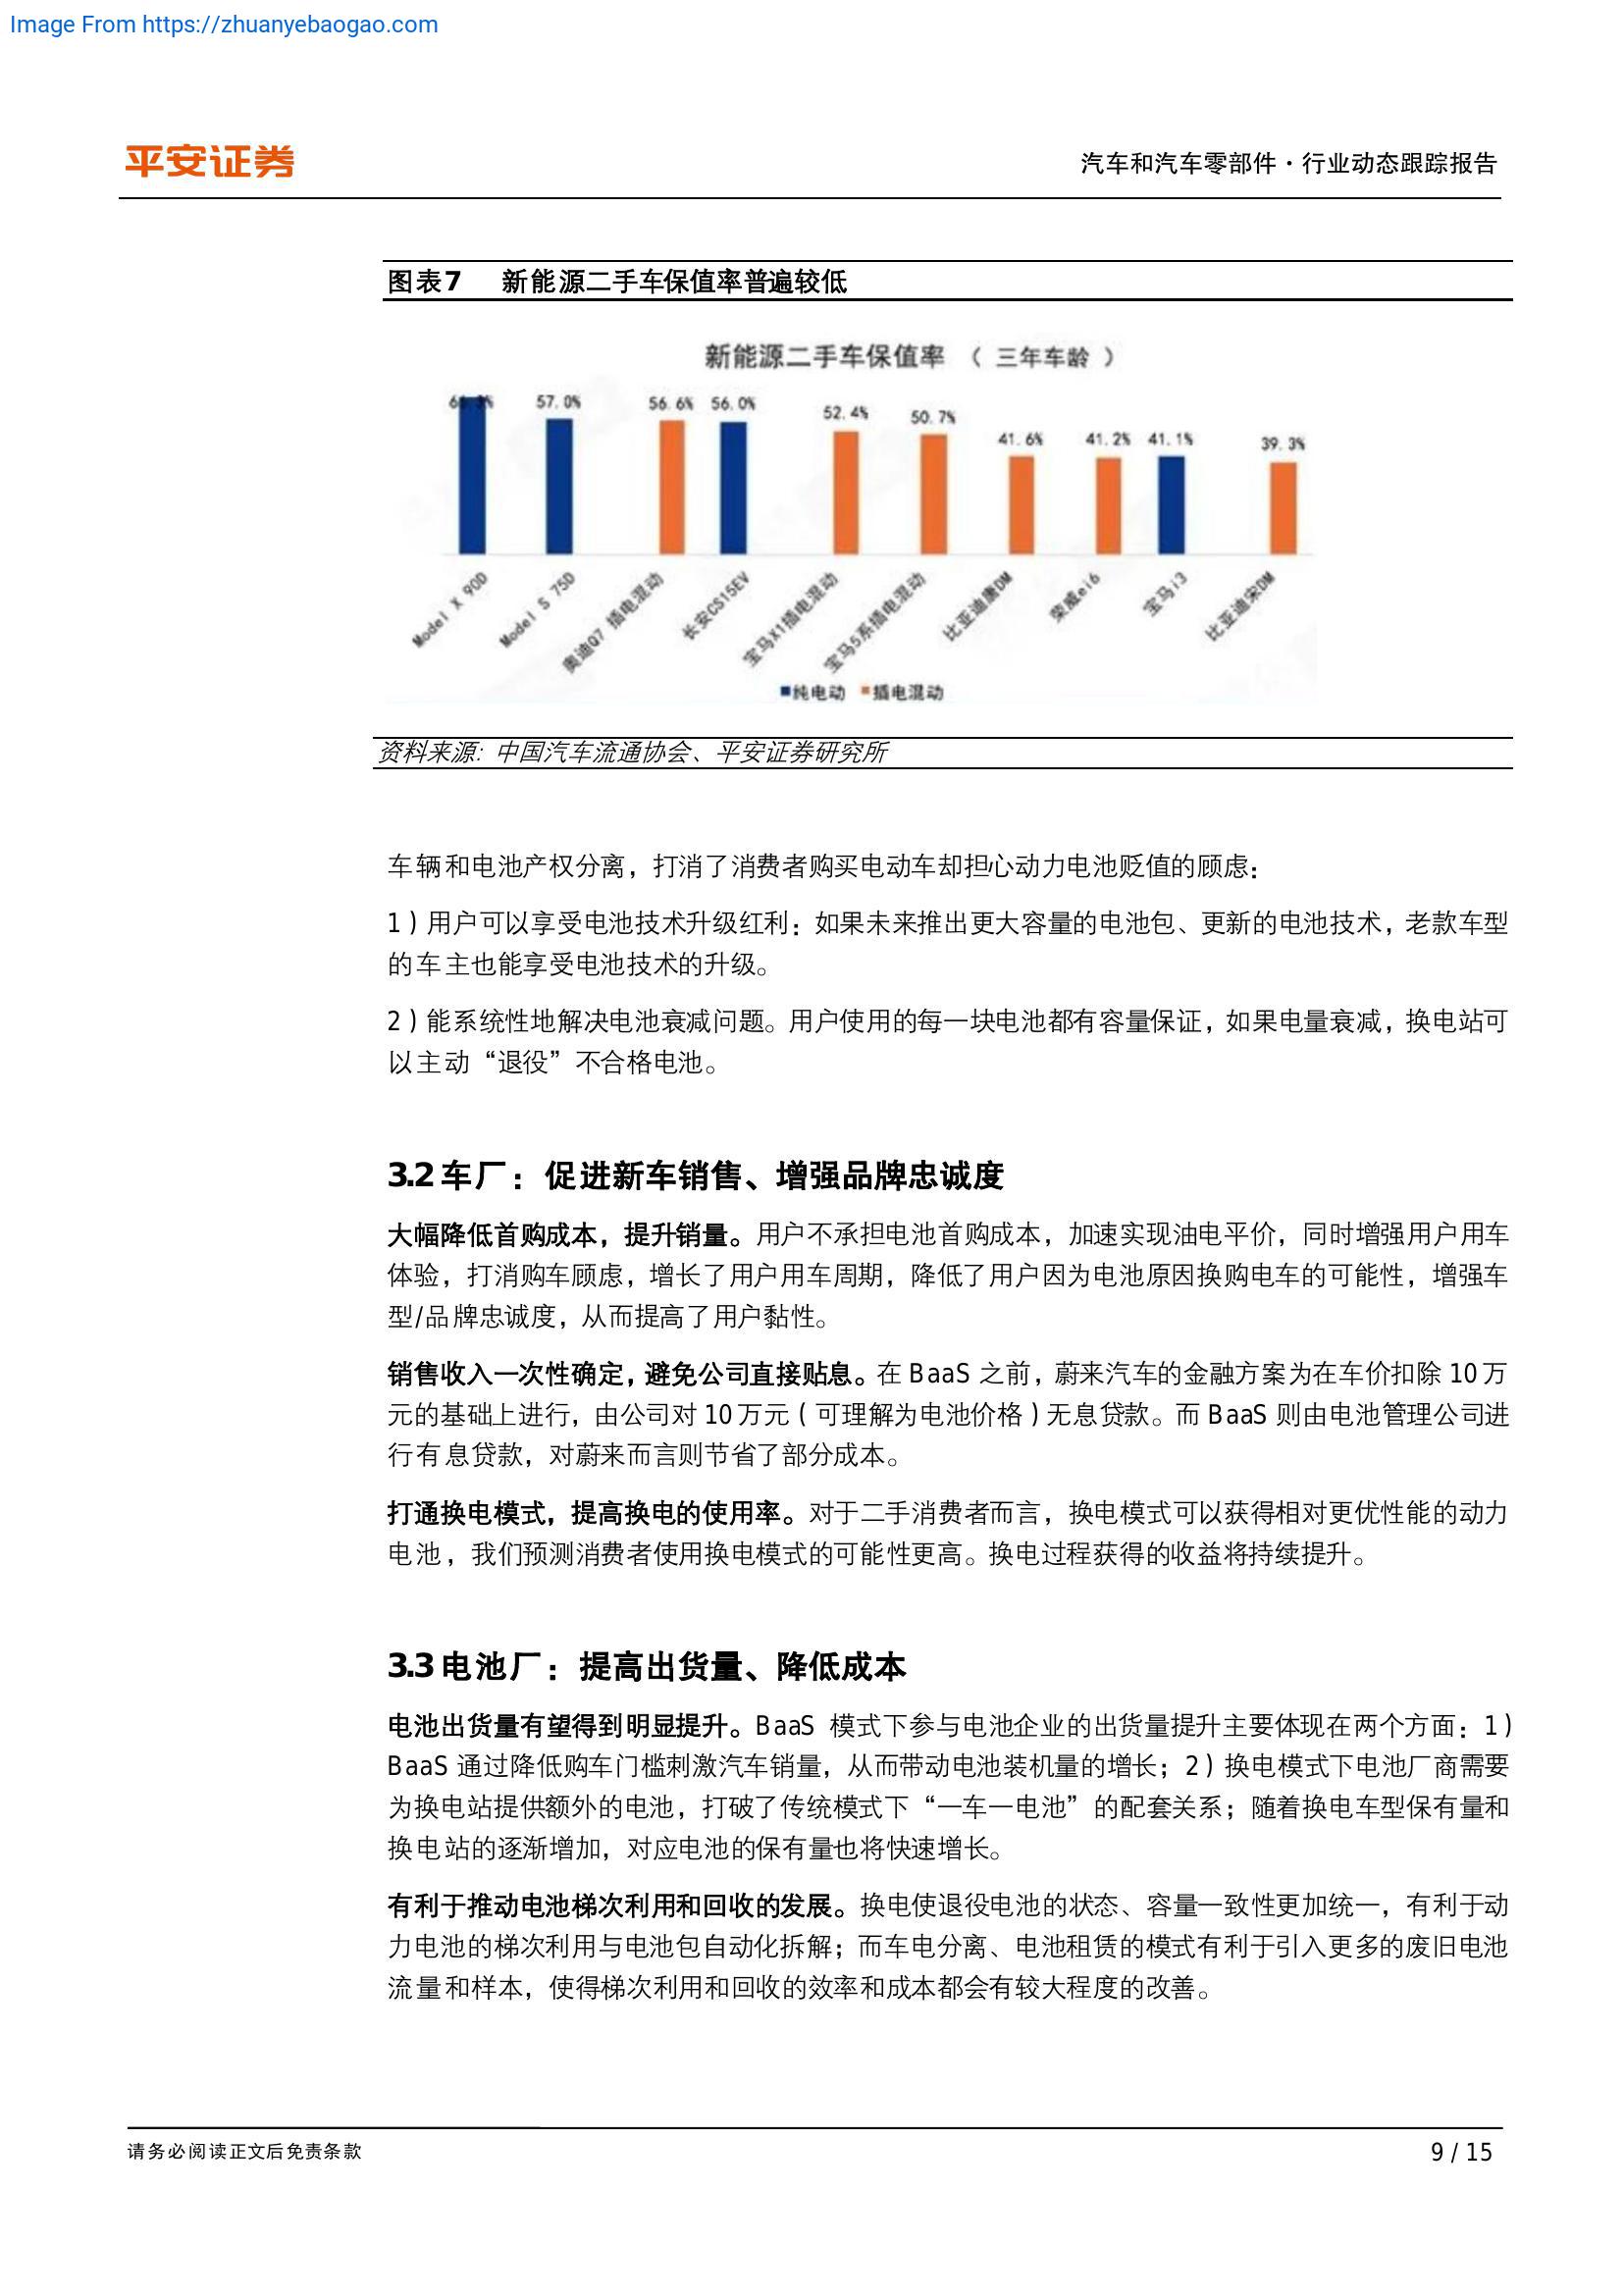 Image From https://zhuanyebaogao.com
平安证券
汽车和汽车零部件·行业动态跟踪报告
图表7 新能源二手车保值率普遍较低
新能源二手车保值率 （ 三年车龄 ）
57.0% 56.6% 56.0% 52.4% 50.7% 41.6% 41.2% 41.1% 39.3%
Model X 90D
Model S 75D
奥迪Q7 插电混动
长安CS15EV
宝马X1插电混动
宝马5系插电混动
比亚迪唐DM
荣威ei6
宝马i3
比亚迪宋DM
纯电动 插电混动
资料来源: 中国汽车流通协会、平安证券研究所
车辆和电池产权分离，打消了消费者购买电动车却担心动力电池贬值的顾虑：
1）用户可以享受电池技术升级红利：如果未来推出更大容量的电池包、更新的电池技术，老款车型
的车主也能享受电池技术的升级。
2）能系统性地解决电池衰减问题。用户使用的每一块电池都有容量保证，如果电量衰减，换电站可
以主动“退役”不合格电池。
3.2 车厂：促进新车销售、增强品牌忠诚度
大幅降低首购成本，提升销量。用户不承担电池首购成本，加速实现油电平价，同时增强用户用车
体验，打消购车顾虑，增长了用户用车周期，降低了用户因为电池原因换购电车的可能性，增强车
型/品牌忠诚度，从而提高了用户黏性。
销售收入一次性确定，避免公司直接贴息。在 BaaS 之前，蔚来汽车的金融方案为在车价扣除 10 万
元的基础上进行，由公司对 10 万元（可理解为电池价格）无息贷款。而 BaaS 则由电池管理公司进
行有息贷款，对蔚来而言则节省了部分成本。
打通换电模式，提高换电的使用率。对于二手消费者而言，换电模式可以获得相对更优性能的动力
电池，我们预测消费者使用换电模式的可能性更高。换电过程获得的收益将持续提升。
3.3 电池厂：提高出货量、降低成本
电池出货量有望得到明显提升。BaaS 模式下参与电池企业的出货量提升主要体现在两个方面：1）
BaaS 通过降低购车门槛刺激汽车销量，从而带动电池装机量的增长；2）换电模式下电池厂商需要
为换电站提供额外的电池，打破了传统模式下“一车一电池”的配套关系；随着换电车型保有量和
换电站的逐渐增加，对应电池的保有量也将快速增长。
有利于推动电池梯次利用和回收的发展。换电使退役电池的状态、容量一致性更加统一，有利于动
力电池的梯次利用与电池包自动化拆解；而车电分离、电池租赁的模式有利于引入更多的废旧电池
流量和样本，使得梯次利用和回收的效率和成本都会有较大程度的改善。
请务必阅读正文后免责条款
9 / 15